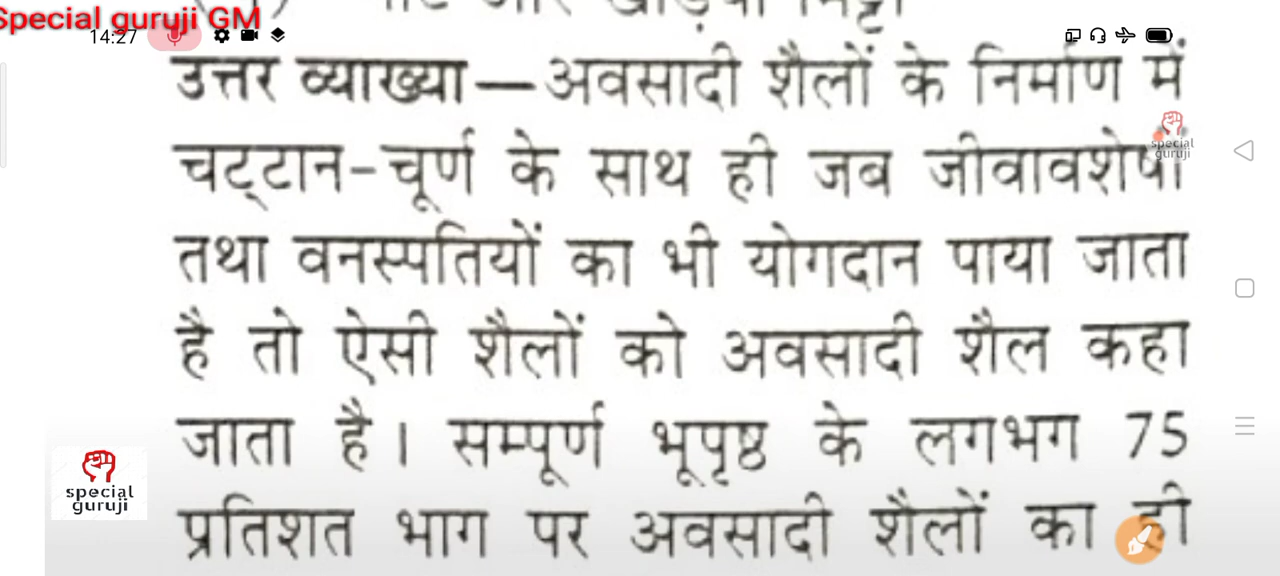 Special guruji GM
14:27
उत्तर व्याख्या—अवसादी शैलों के निर्माण में
special
guruji
चट्टान-चूर्ण के साथ ही जब जीवावशेषों
तथा वनस्पतियों का भी योगदान पाया जाता
है तो ऐसी शैलों को अवसादी शैल कहा
जाता है। सम्पूर्ण भूपृष्ठ के लगभग 75
special
guruji
प्रतिशत भाग पर अवसादी शैलों का ही